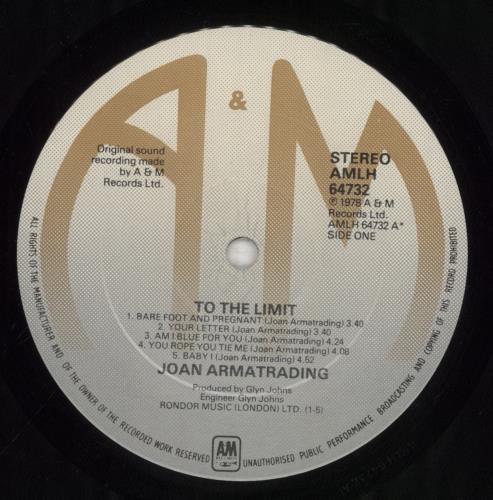 A & M
Original sound
recording made
by A & M
Records Ltd.
STEREO
AMLH
64732
℗ 1978 A & M
Records Ltd.
AMLH 64732 A*
SIDE ONE
TO THE LIMIT
1. BARE FOOT AND PREGNANT (Joan Armatrading) 3.40
2. YOUR LETTER (Joan Armatrading) 3.40
3. AM I BLUE FOR YOU (Joan Armatrading) 4.24
4. YOU ROPE YOU TIE ME (Joan Armatrading) 4.08
5. BABY I (Joan Armatrading) 4.52
JOAN ARMATRADING
Produced by Glyn Johns
Engineer Glyn Johns
RONDOR MUSIC (LONDON) LTD. (1-5)
ALL RIGHTS OF THE MANUFACTURER AND OF THE OWNER OF THE RECORDED WORK RESERVED
AM
RECORDS
UNAUTHORISED PUBLIC PERFORMANCE BROADCASTING AND COPYING OF THIS RECORD PROHIBITED